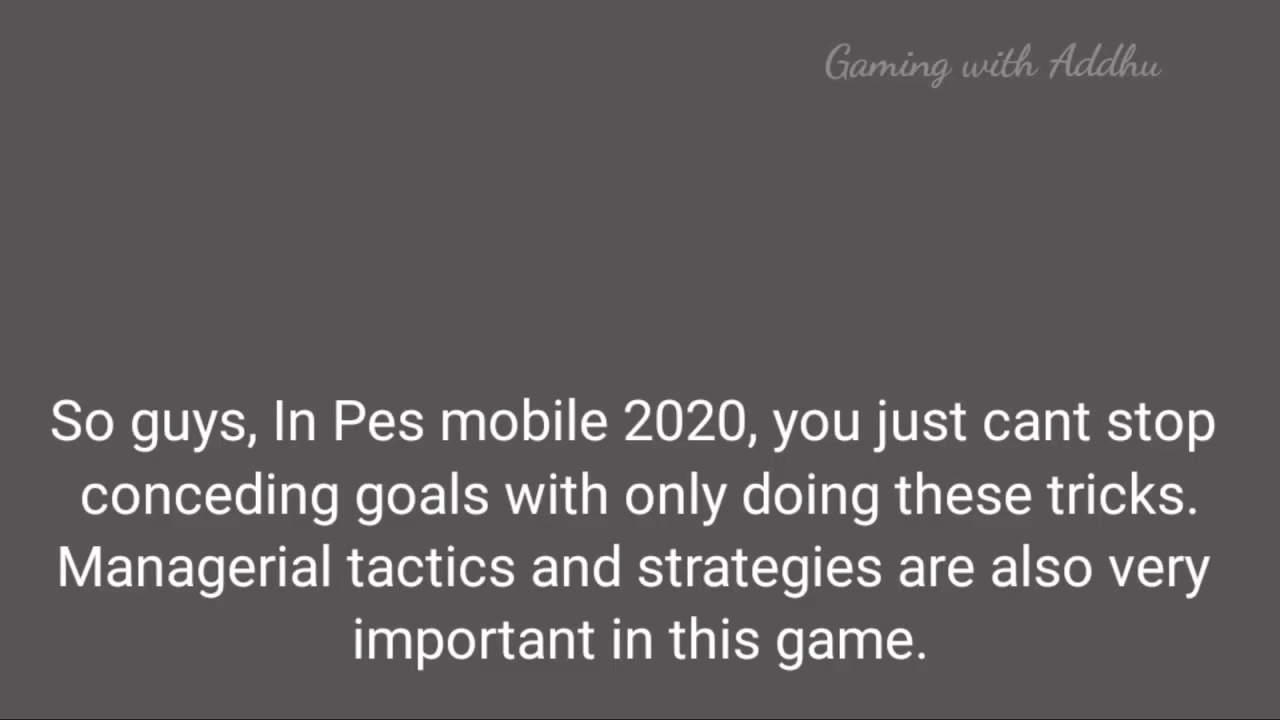 Gaming with Addhu
So guys, In Pes mobile 2020, you just cant stop
conceding goals with only doing these tricks.
Managerial tactics and strategies are also very
important in this game.